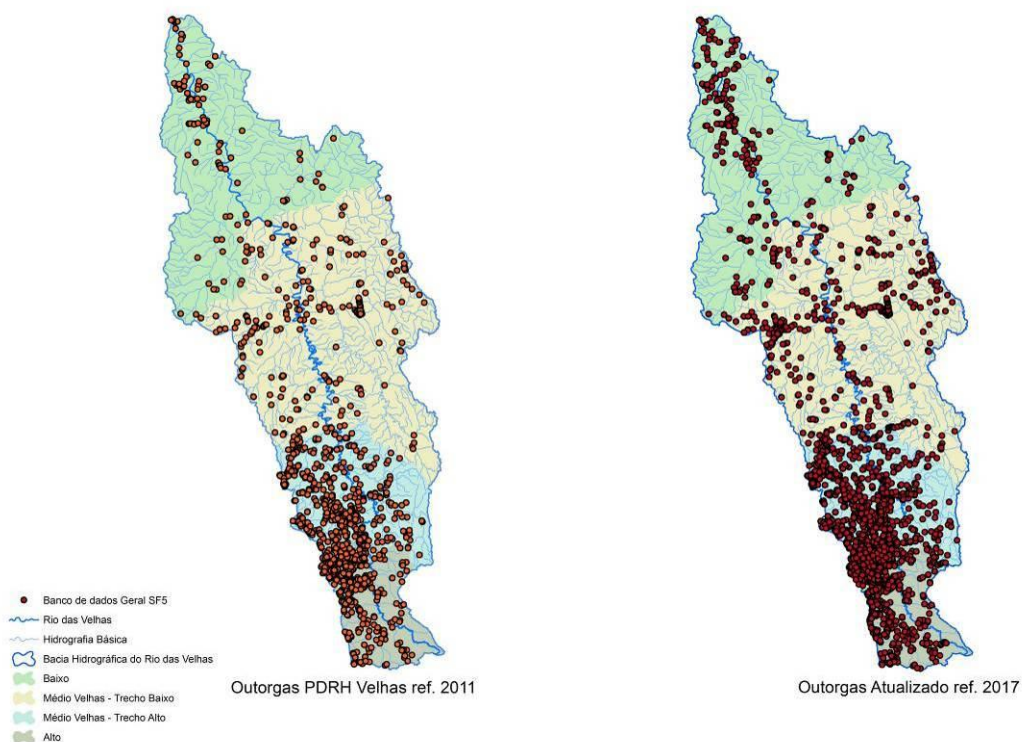 Banco de dados Geral SF5
Rio das Velhas
Hidrografia Básica
Bacia Hidrográfica do Rio das Velhas
Baixo
Médio Velhas - Trecho Baixo
Médio Velhas - Trecho Alto
Alto
Outorgas PDRH Velhas ref. 2011
Outorgas Atualizado ref. 2017